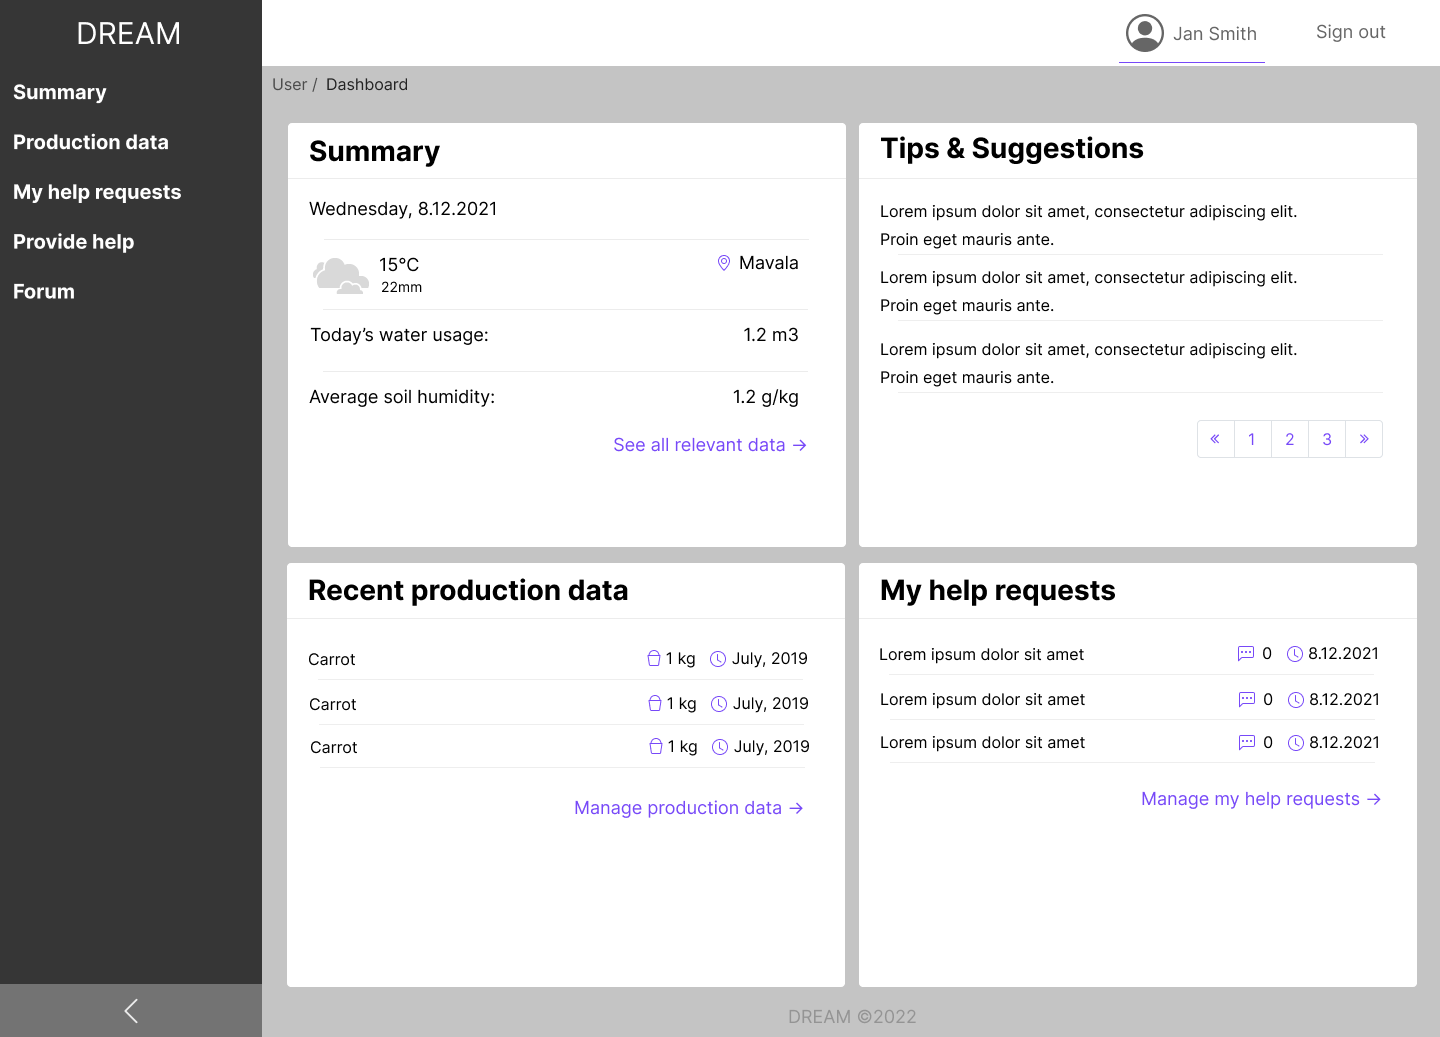 DREAM
Jan Smith
Sign out
Summary
Production data
My help requests
Provide help
Forum
User / Dashboard
Summary
Wednesday, 8.12.2021
15°C
22mm
Mavala
Today’s water usage: 1.2 m3
Average soil humidity: 1.2 g/kg
See all relevant data →
Tips & Suggestions
Lorem ipsum dolor sit amet, consectetur adipiscing elit.
Proin eget mauris ante.
Lorem ipsum dolor sit amet, consectetur adipiscing elit.
Proin eget mauris ante.
Lorem ipsum dolor sit amet, consectetur adipiscing elit.
Proin eget mauris ante.
« 1 2 3 »
Recent production data
Carrot 1 kg July, 2019
Carrot 1 kg July, 2019
Carrot 1 kg July, 2019
Manage production data →
My help requests
Lorem ipsum dolor sit amet 0 8.12.2021
Lorem ipsum dolor sit amet 0 8.12.2021
Lorem ipsum dolor sit amet 0 8.12.2021
Manage my help requests →
DREAM ©2022